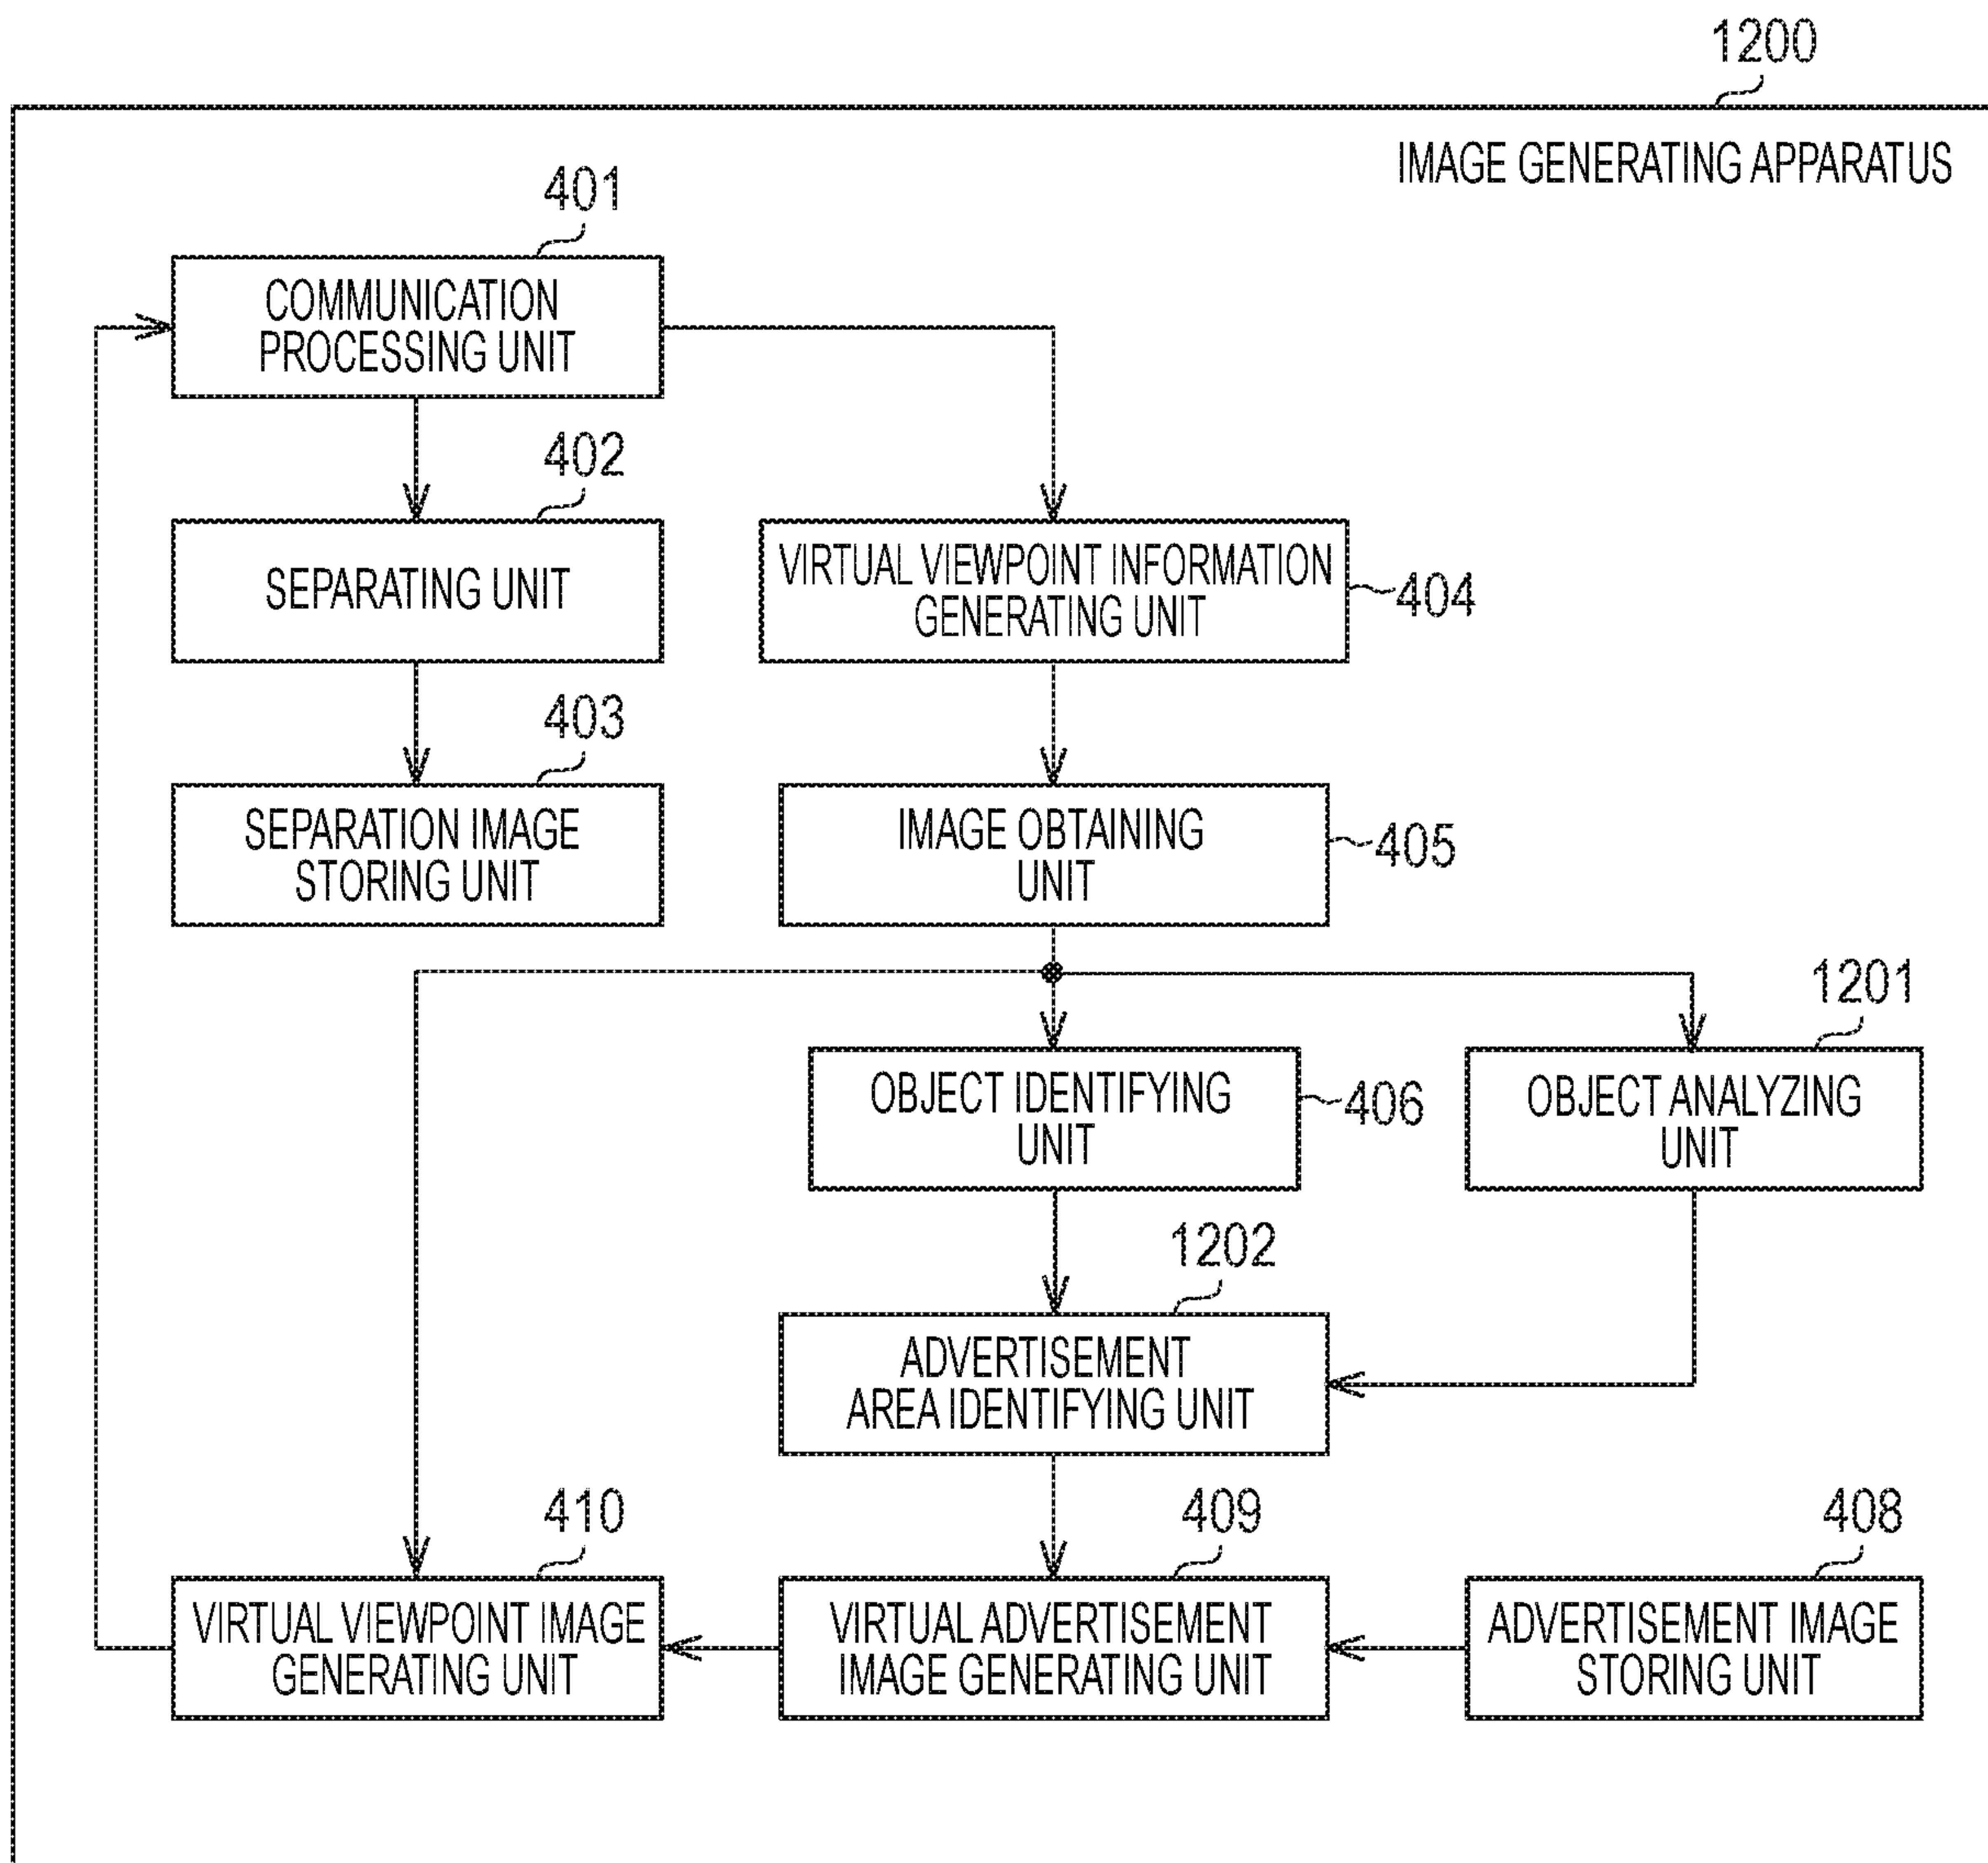 1200
IMAGE GENERATING APPARATUS
401
COMMUNICATION
PROCESSING UNIT
402
SEPARATING UNIT
VIRTUAL VIEWPOINT INFORMATION
GENERATING UNIT
404
403
SEPARATION IMAGE
STORING UNIT
IMAGE OBTAINING
UNIT
405
1201
OBJECT IDENTIFYING
UNIT
406
OBJECT ANALYZING
UNIT
1202
ADVERTISEMENT
AREA IDENTIFYING UNIT
410
409
408
VIRTUAL VIEWPOINT IMAGE
GENERATING UNIT
VIRTUAL ADVERTISEMENT
IMAGE GENERATING UNIT
ADVERTISEMENT IMAGE
STORING UNIT